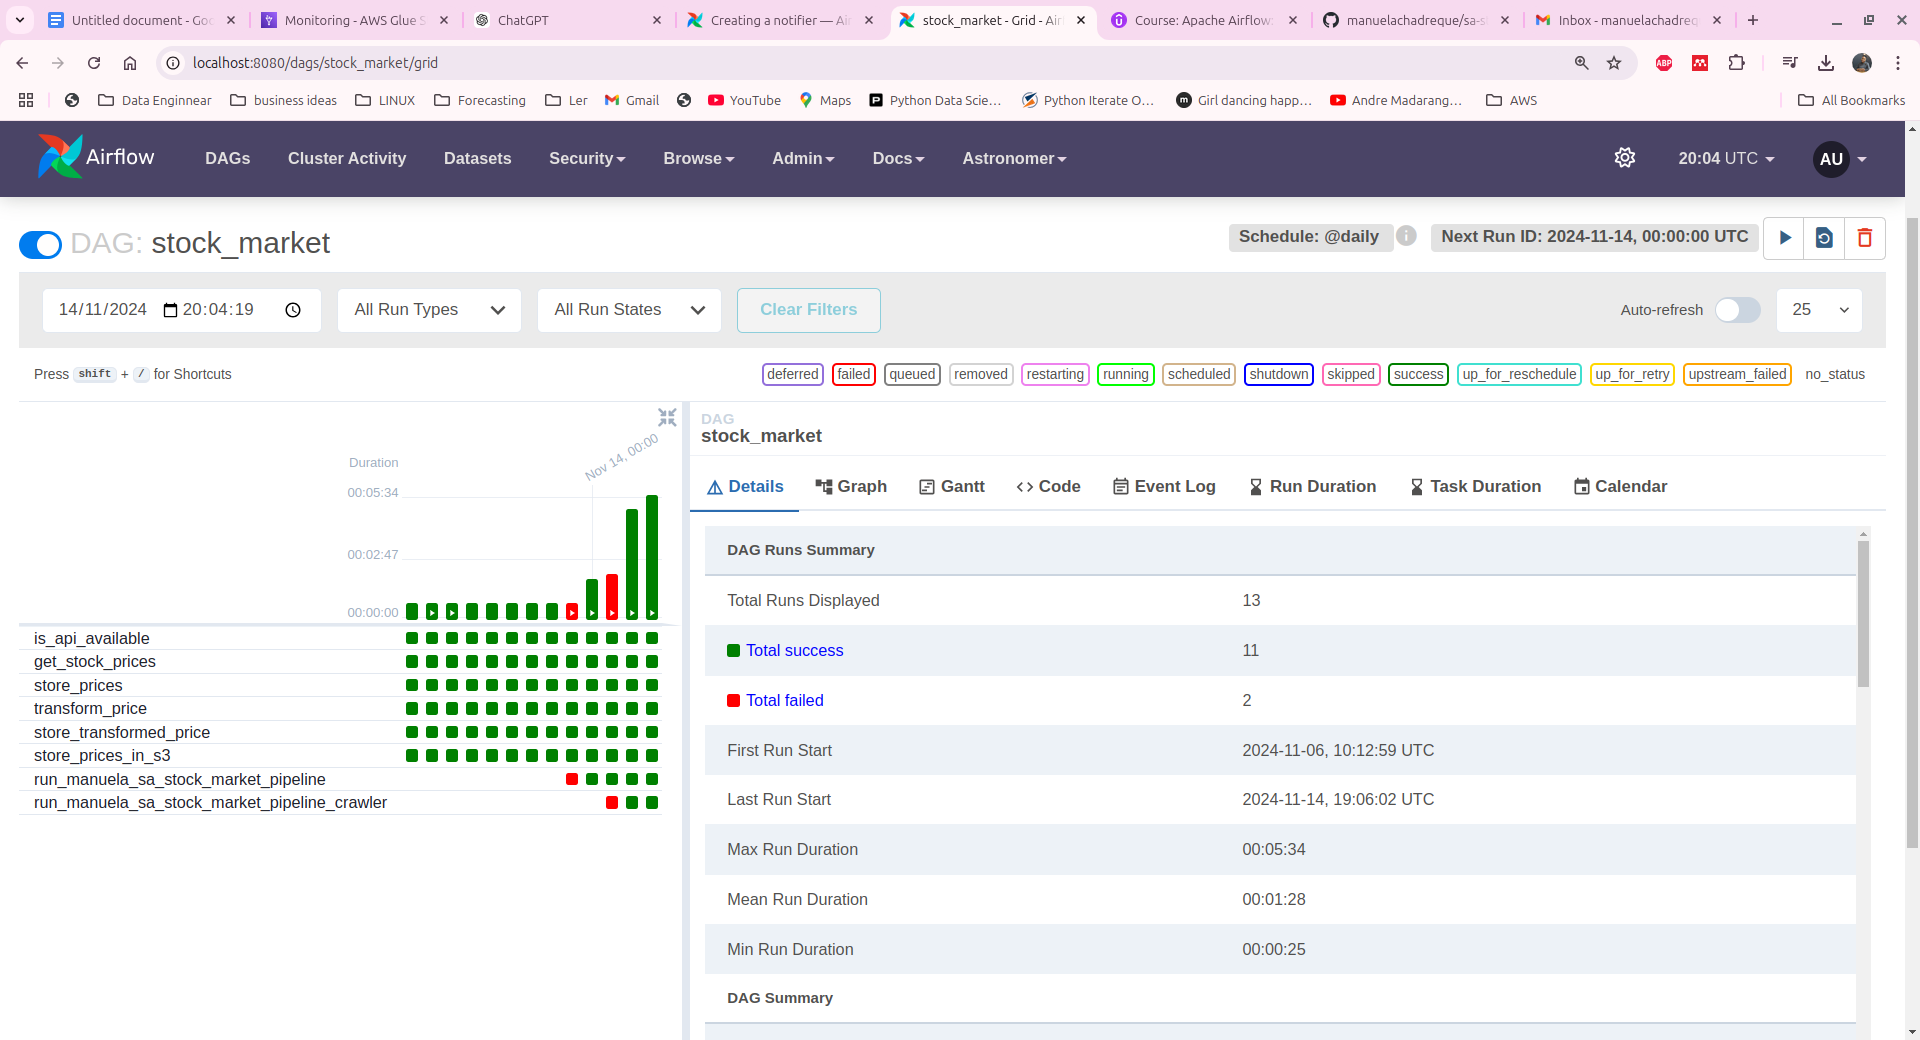 Untitled document - Goo
Monitoring - AWS Glue S
ChatGPT
Creating a notifier — Air
stock_market - Grid - Air
Course: Apache Airflow:
manuelachadreque/sa-s
Inbox - manuelachadreq
localhost:8080/dags/stock_market/grid
ABP
Data Enginnear
business ideas
LINUX
Forecasting
Ler
Gmail
YouTube
Maps
Python Data Scie...
Python Iterate O...
Girl dancing happ...
Andre Madarang...
AWS
All Bookmarks
Airflow
DAGs
Cluster Activity
Datasets
Security
Browse
Admin
Docs
Astronomer
20:04 UTC
AU
DAG: stock_market
Schedule: @daily
Next Run ID: 2024-11-14, 00:00:00 UTC
14/11/2024 20:04:19
All Run Types
All Run States
Clear Filters
Auto-refresh
25
Press shift + / for Shortcuts
deferred
failed
queued
removed
restarting
running
scheduled
shutdown
skipped
success
up_for_reschedule
up_for_retry
upstream_failed
no_status
Duration
Nov 14, 00:00
00:05:34
00:02:47
00:00:00
is_api_available
get_stock_prices
store_prices
transform_price
store_transformed_price
store_prices_in_s3
run_manuela_sa_stock_market_pipeline
run_manuela_sa_stock_market_pipeline_crawler
DAG
stock_market
Details
Graph
Gantt
Code
Event Log
Run Duration
Task Duration
Calendar
DAG Runs Summary
Total Runs Displayed 13
Total success 11
Total failed 2
First Run Start 2024-11-06, 10:12:59 UTC
Last Run Start 2024-11-14, 19:06:02 UTC
Max Run Duration 00:05:34
Mean Run Duration 00:01:28
Min Run Duration 00:00:25
DAG Summary